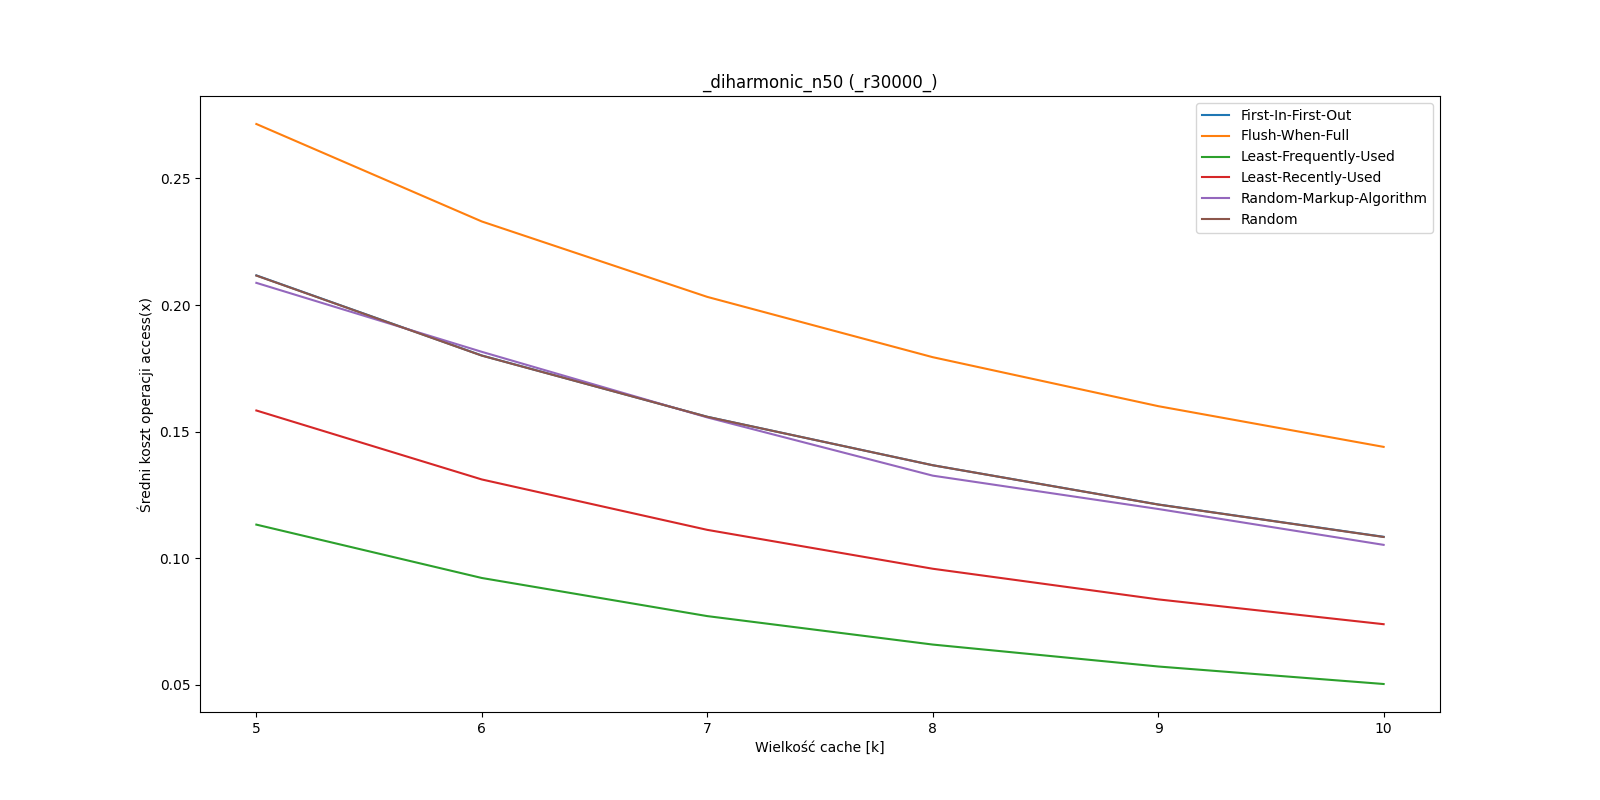 _diharmonic_n50 (_r30000_)
First-In-First-Out
Flush-When-Full
Least-Frequently-Used
Least-Recently-Used
Random-Markup-Algorithm
Random
Średni koszt operacji access(x)
0.25
0.20
0.15
0.10
0.05
5 6 7 8 9 10
Wielkość cache [k]